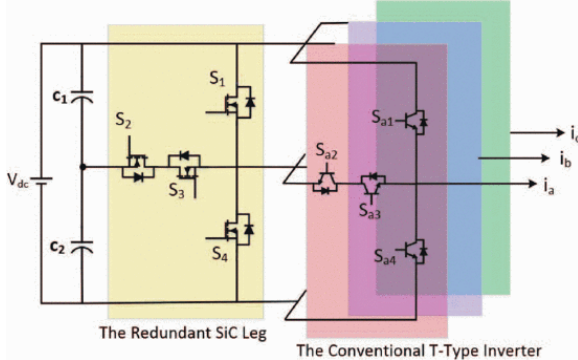 C1
S1
S2
S3
Vdc
C2
S4
Sa1
Sa2
Sa3
Sa4
ic
ib
ia
The Redundant SiC Leg
The Conventional T-Type Inverter